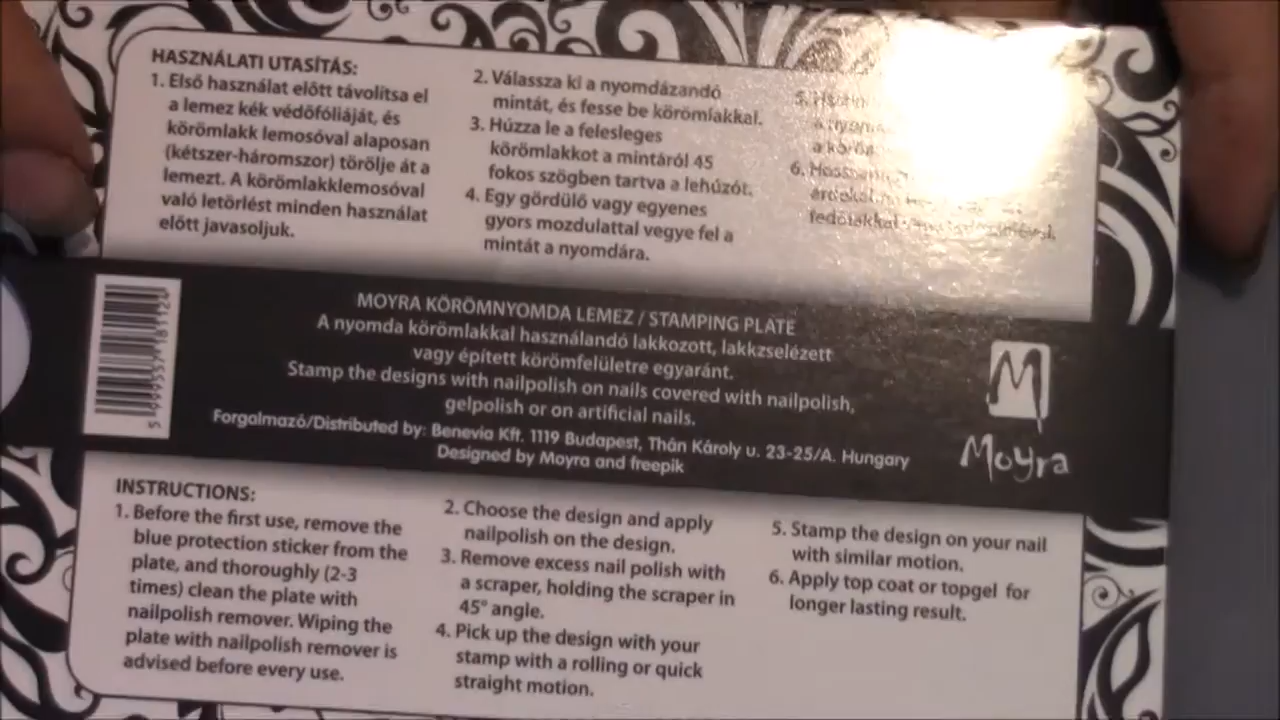 HASZNÁLATI UTASÍTÁS:
1. Első használat előtt távolítsa el
a lemez kék védőfóliáját, és
körömlakk lemosóval alaposan
(kétszer-háromszor) törölje át a
lemezt. A körömlakklemosóval
való letörlést minden használat
előtt javasoljuk.
2. Válassza ki a nyomdázandó
mintát, és fesse be körömlakkal.
3. Húzza le a felesleges
körömlakkot a mintáról 45
fokos szögben tartva a lehúzót.
4. Egy gördülő vagy egyenes
gyors mozdulattal vegye fel a
mintát a nyomdára.
5.
6.
fedőlakkal
MOYRA KÖRÖMNYOMDA LEMEZ / STAMPING PLATE
A nyomda körömlakkal használandó lakkozott, lakkzselézett
vagy épített körömfelületre egyaránt.
Stamp the designs with nailpolish on nails covered with nailpolish,
gelpolish or on artificial nails.
Forgalmazó/Distributed by: Benevia Kft. 1119 Budapest, Thán Károly u. 23-25/A. Hungary
Designed by Moyra and freepik
5 999557 181124
M
Moyra
INSTRUCTIONS:
1. Before the first use, remove the
blue protection sticker from the
plate, and thoroughly (2-3
times) clean the plate with
nailpolish remover. Wiping the
plate with nailpolish remover is
advised before every use.
2. Choose the design and apply
nailpolish on the design.
3. Remove excess nail polish with
a scraper, holding the scraper in
45° angle.
4. Pick up the design with your
stamp with a rolling or quick
straight motion.
5. Stamp the design on your nail
with similar motion.
6. Apply top coat or topgel for
longer lasting result.